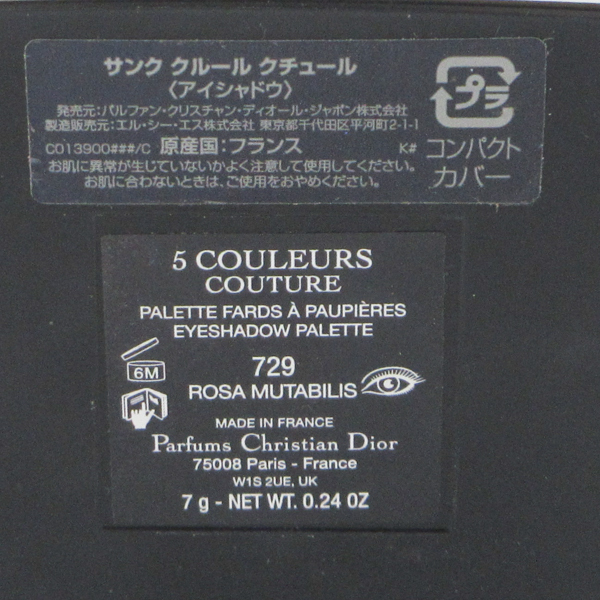 サンク クルール クチュール
〈アイシャドウ〉
発売元:パルファン・クリスチャン・ディオール・ジャポン株式会社
製造販売元:エル・シー・エス株式会社 東京都千代田区平河町2-1-1
C013900###/C 原産国:フランス K#
お肌に異常が生じていないかよく注意して使用してください。
お肌に合わないときは、ご使用をおやめください。
プラ
コンパクト
カバー
5 COULEURS
COUTURE
PALETTE FARDS À PAUPIÈRES
EYESHADOW PALETTE
6M
729
ROSA MUTABILIS
MADE IN FRANCE
Parfums Christian Dior
75008 Paris - France
W1S 2UE, UK
7 g - NET WT. 0.24 OZ